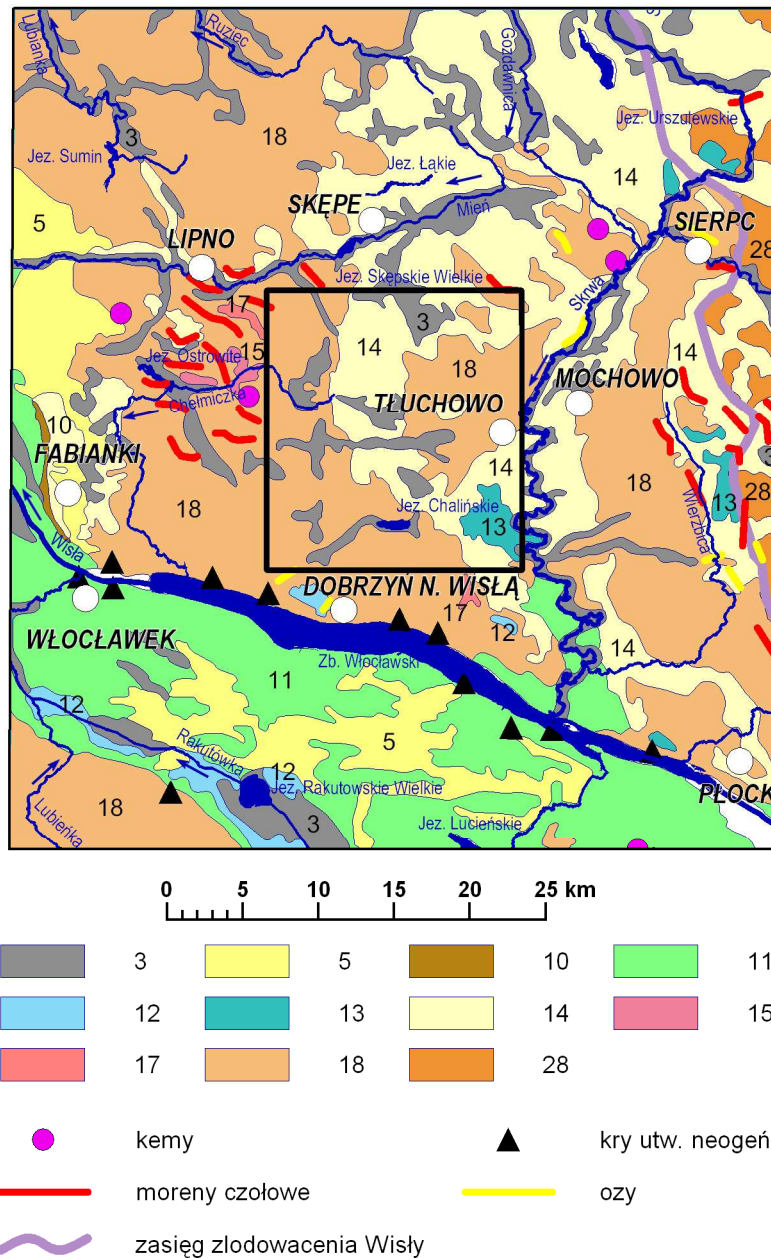 Lubianka
Ruziec
Gozdawnica
S
Jez. Urszulewskie
3
18
Jez. Sumin
Jez. Łąkie
14
SKĘPE
Mień
5
LIPNO
SIERPC
28
Jez. Skępskie Wielkie
Skrwa
17
3
14
14
15
Jez. Ostrowite
18
MOCHOWO
Chełmiczka
TŁUCHOWO
10
FABIANKI
14
3
18
28
13
Jez. Chalińskie
18
13
Wierzbica
Wisła
DOBRZYŃ N. WISŁĄ
17
12
WŁOCŁAWEK
14
Zb. Włocławski
11
12
Rakutówka
5
12
Jez. Rakutowskie Wielkie
PŁOCK
18
Lubieńka
3
Jez. Lucieńskie
0 5 10 15 20 25 km
3 5 10 11
12 13 14 15
17 18 28
kemy kry utw. neogeń
moreny czołowe ozy
zasięg zlodowacenia Wisły